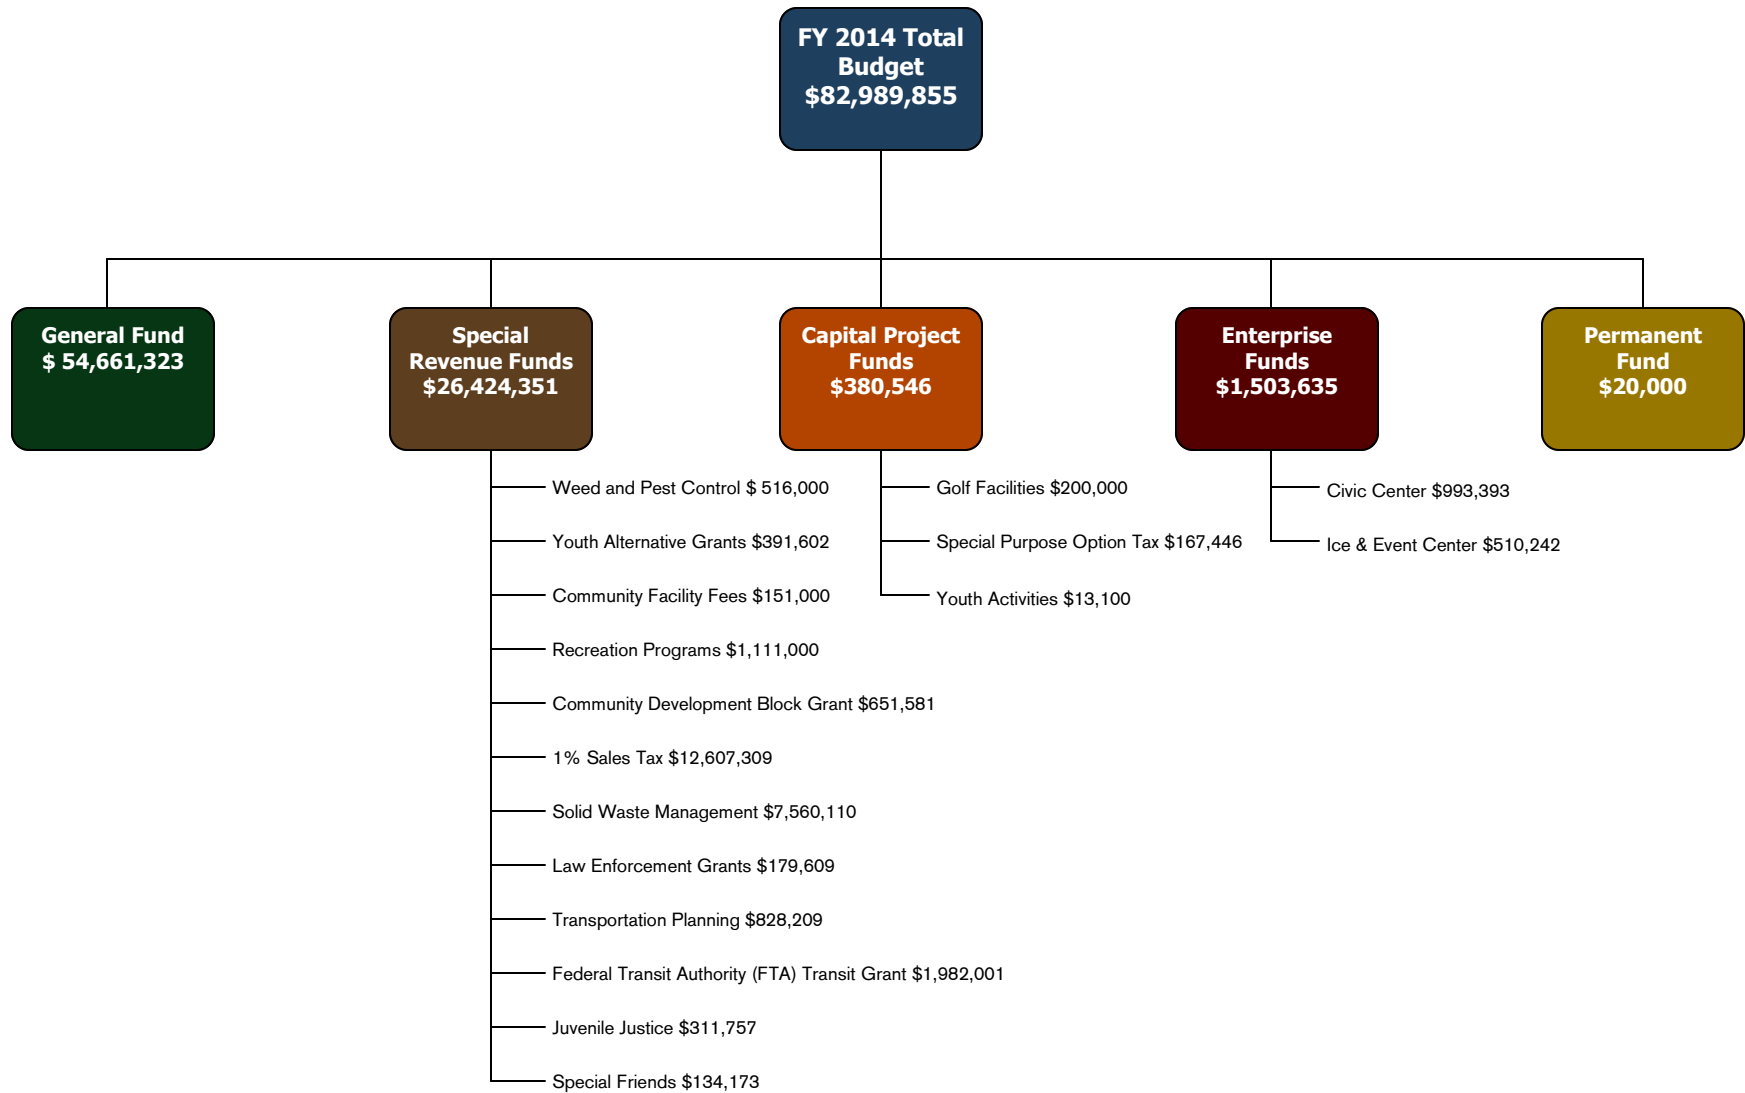 FY 2014 Total
Budget
$82,989,855
General Fund
$ 54,661,323
Special
Revenue Funds
$26,424,351
Capital Project
Funds
$380,546
Enterprise
Funds
$1,503,635
Permanent
Fund
$20,000
Weed and Pest Control $ 516,000
Youth Alternative Grants $391,602
Community Facility Fees $151,000
Recreation Programs $1,111,000
Community Development Block Grant $651,581
1% Sales Tax $12,607,309
Solid Waste Management $7,560,110
Law Enforcement Grants $179,609
Transportation Planning $828,209
Federal Transit Authority (FTA) Transit Grant $1,982,001
Juvenile Justice $311,757
Special Friends $134,173
Golf Facilities $200,000
Special Purpose Option Tax $167,446
Youth Activities $13,100
Civic Center $993,393
Ice & Event Center $510,242